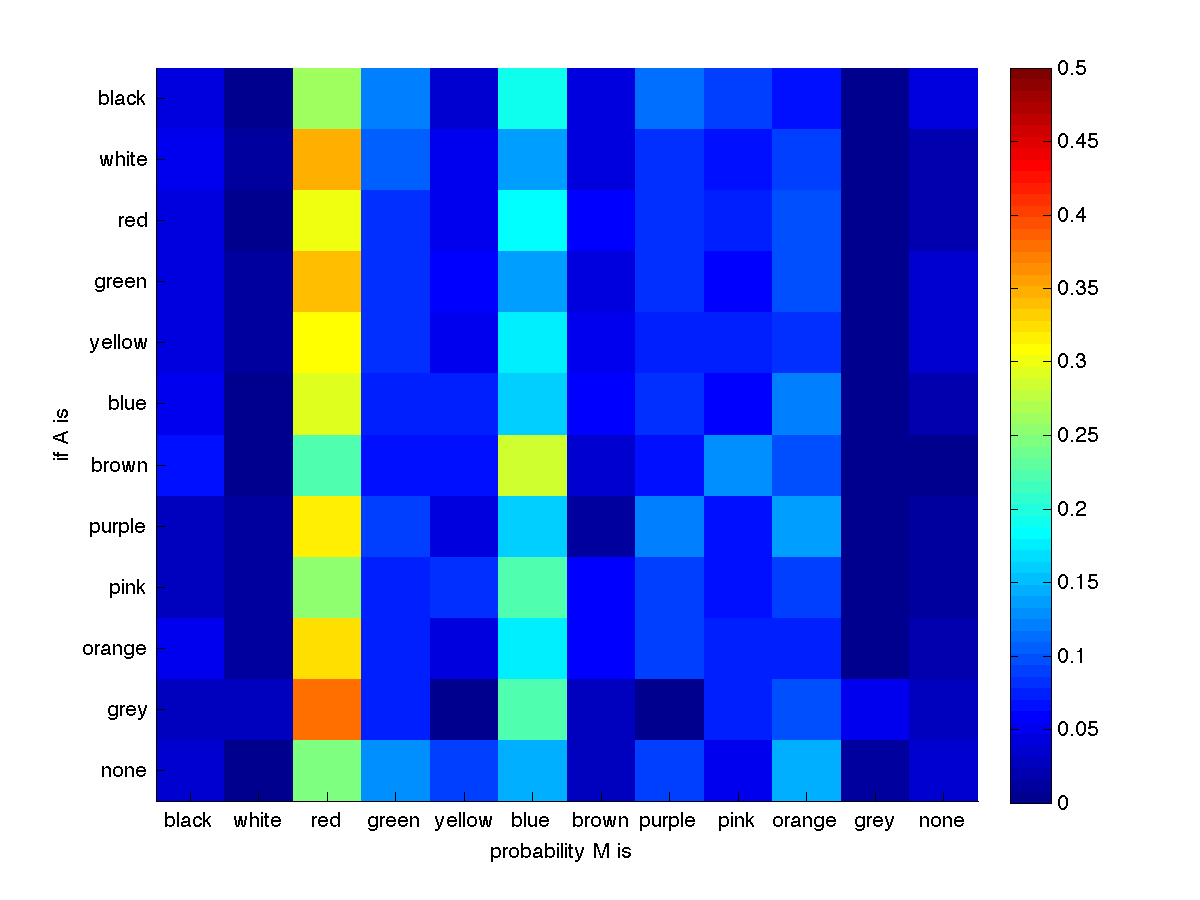 black
white
red
green
yellow
blue
brown
purple
pink
orange
grey
none
if A is
black white red green yellow blue brown purple pink orange grey none
probability M is
0.5
0.45
0.4
0.35
0.3
0.25
0.2
0.15
0.1
0.05
0